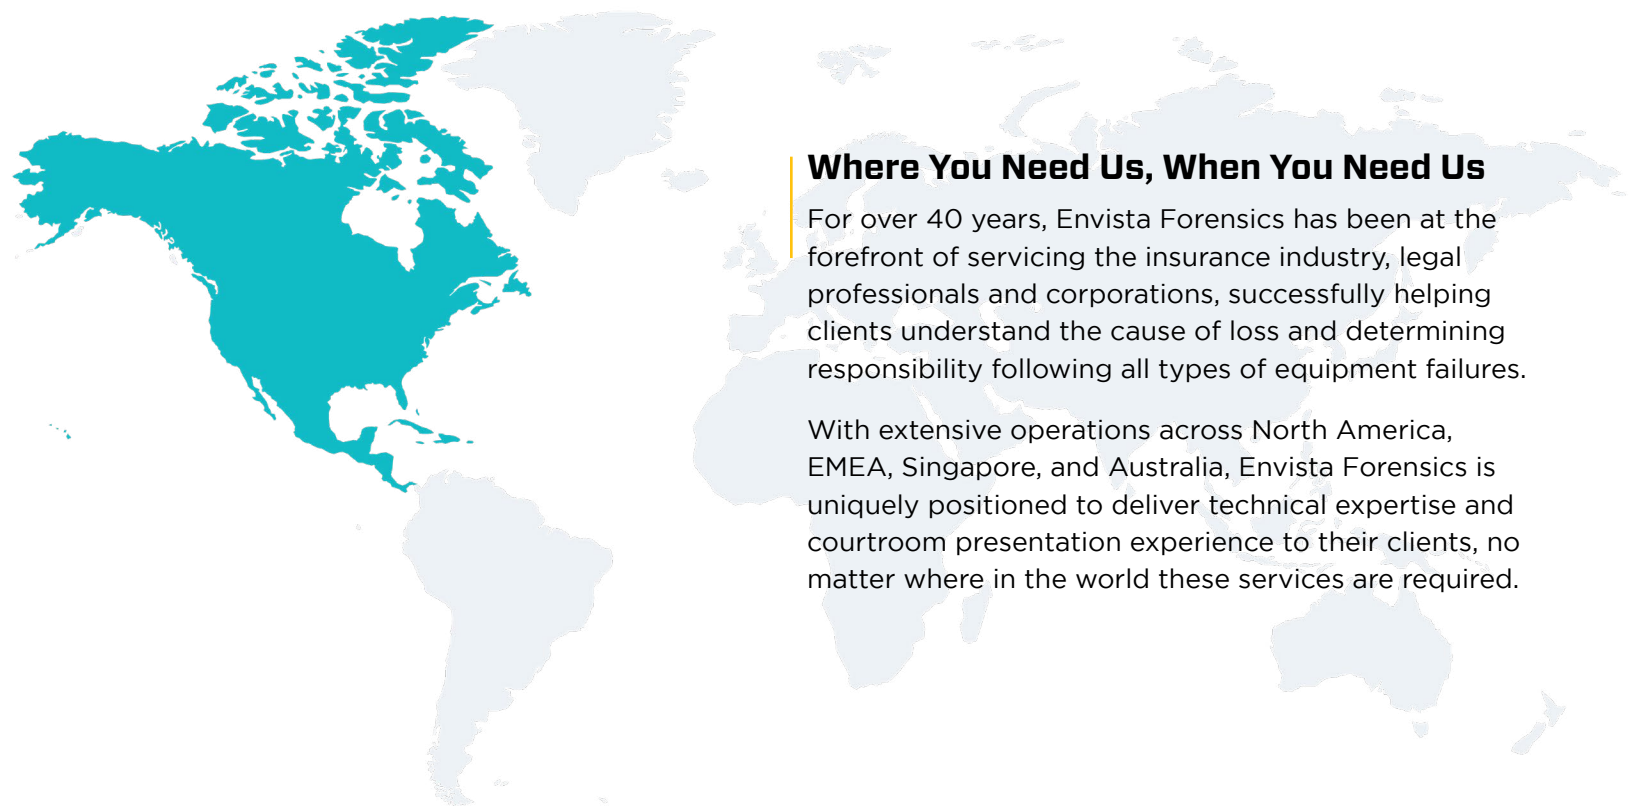 Where You Need Us, When You Need Us
For over 40 years, Envista Forensics has been at the
forefront of servicing the insurance industry, legal
professionals and corporations, successfully helping
clients understand the cause of loss and determining
responsibility following all types of equipment failures.
With extensive operations across North America,
EMEA, Singapore, and Australia, Envista Forensics is
uniquely positioned to deliver technical expertise and
courtroom presentation experience to their clients, no
matter where in the world these services are required.